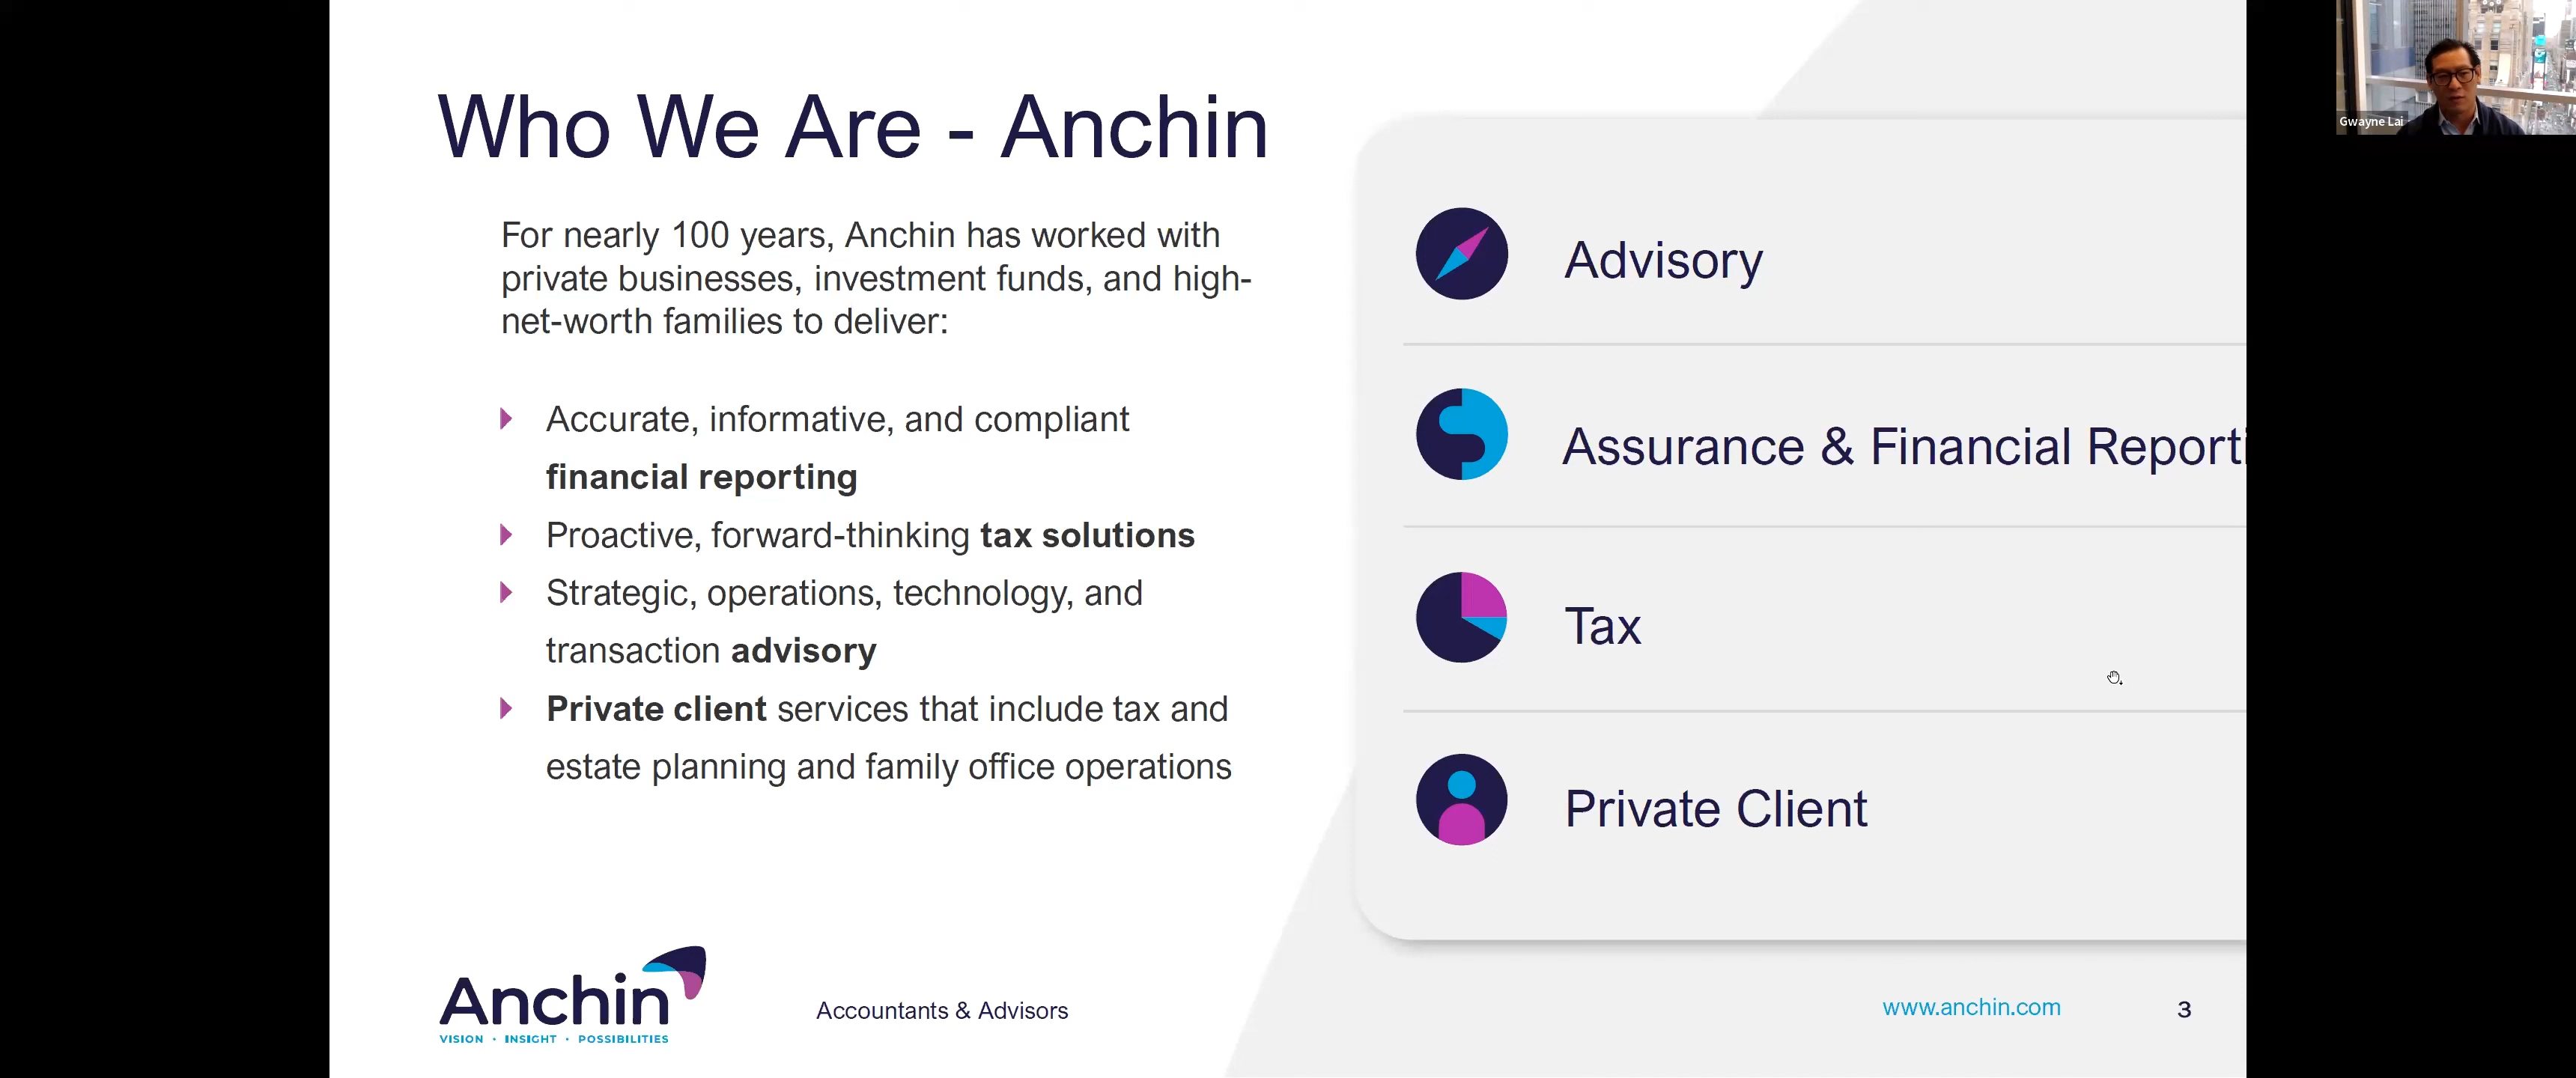 Who We Are - Anchin
For nearly 100 years, Anchin has worked with
private businesses, investment funds, and high-
net-worth families to deliver:
Accurate, informative, and compliant
financial reporting
Proactive, forward-thinking tax solutions
Strategic, operations, technology, and
transaction advisory
Private client services that include tax and
estate planning and family office operations
Advisory
Assurance & Financial Reporti
Tax
Private Client
Anchin
VISION · INSIGHT · POSSIBILITIES
Accountants & Advisors
www.anchin.com
3
Gwayne Lai